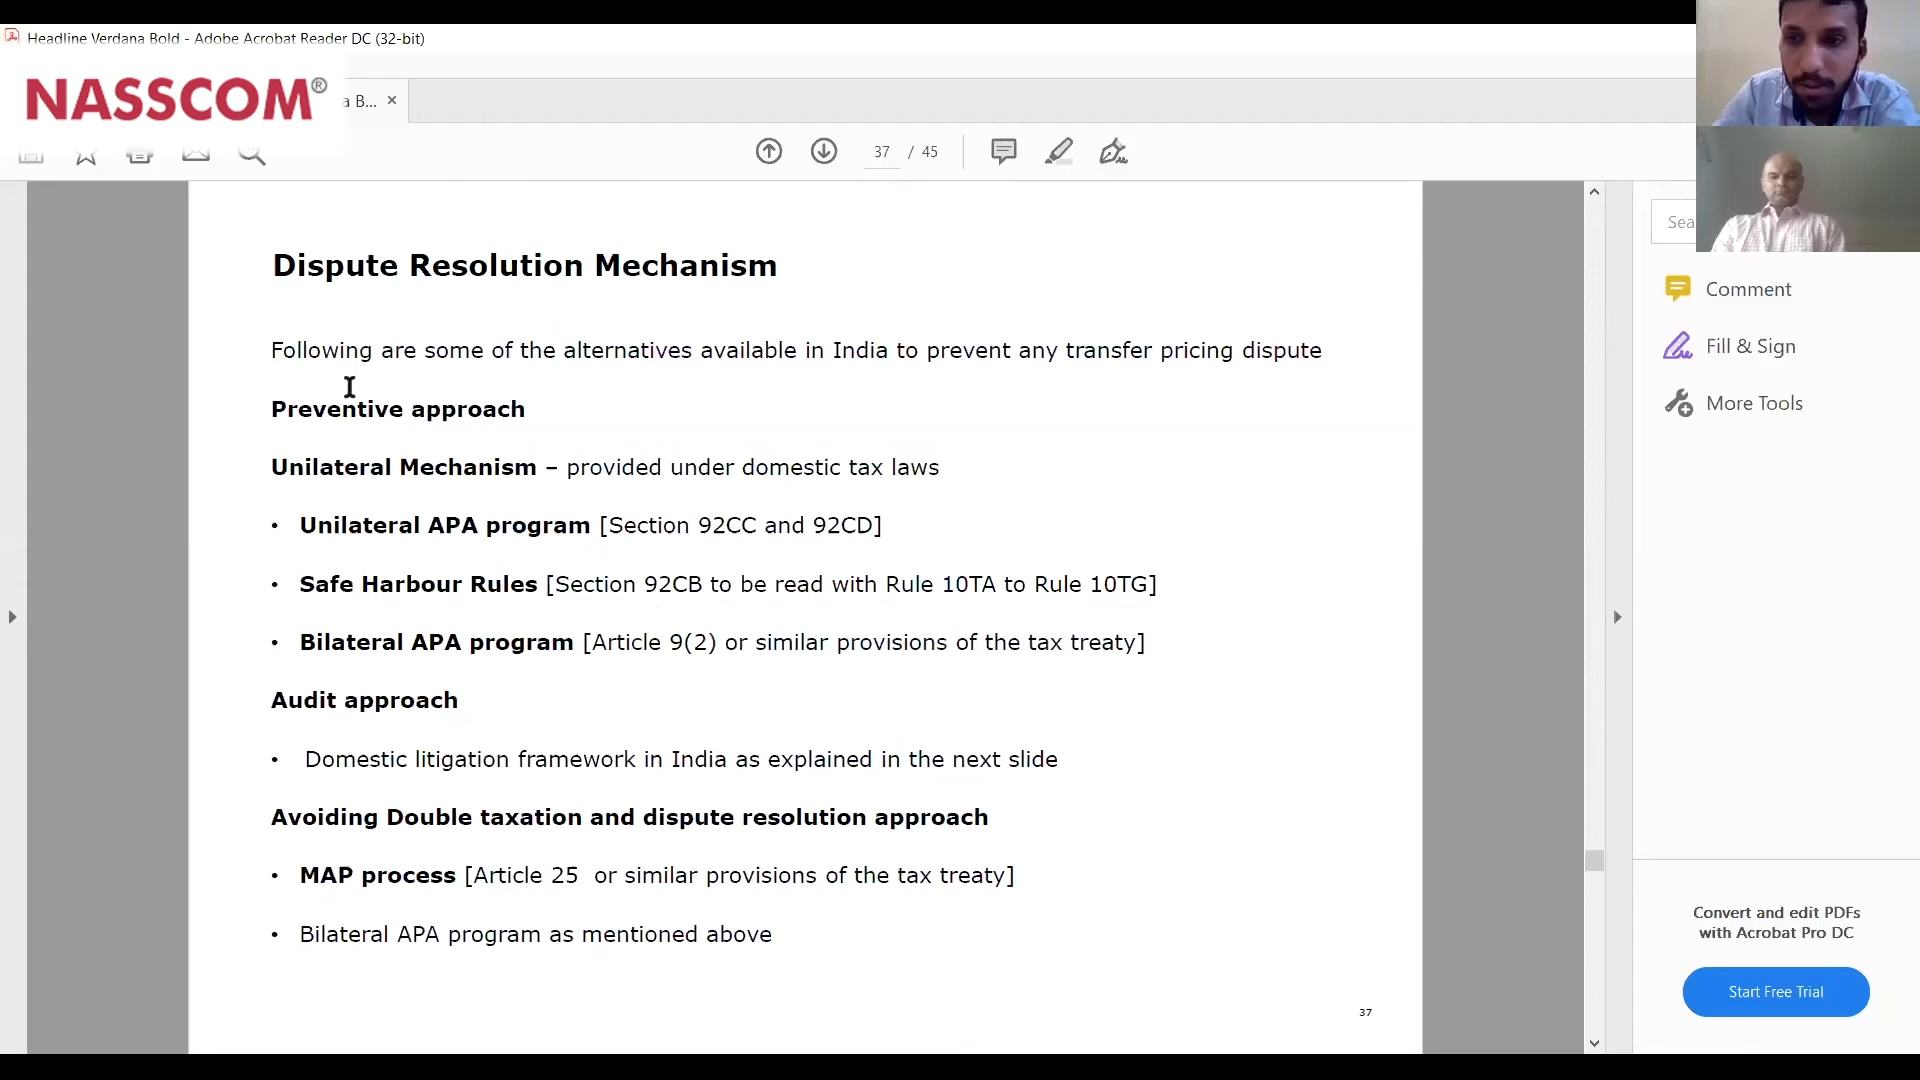 Headline Verdana Bold - Adobe Acrobat Reader DC (32-bit)
NASSCOM®
a B...
37 / 45
Sea
Dispute Resolution Mechanism
Following are some of the alternatives available in India to prevent any transfer pricing dispute
Preventive approach
Unilateral Mechanism – provided under domestic tax laws
• Unilateral APA program [Section 92CC and 92CD]
• Safe Harbour Rules [Section 92CB to be read with Rule 10TA to Rule 10TG]
• Bilateral APA program [Article 9(2) or similar provisions of the tax treaty]
Audit approach
• Domestic litigation framework in India as explained in the next slide
Avoiding Double taxation and dispute resolution approach
• MAP process [Article 25 or similar provisions of the tax treaty]
• Bilateral APA program as mentioned above
37
Comment
Fill & Sign
More Tools
Convert and edit PDFs
with Acrobat Pro DC
Start Free Trial